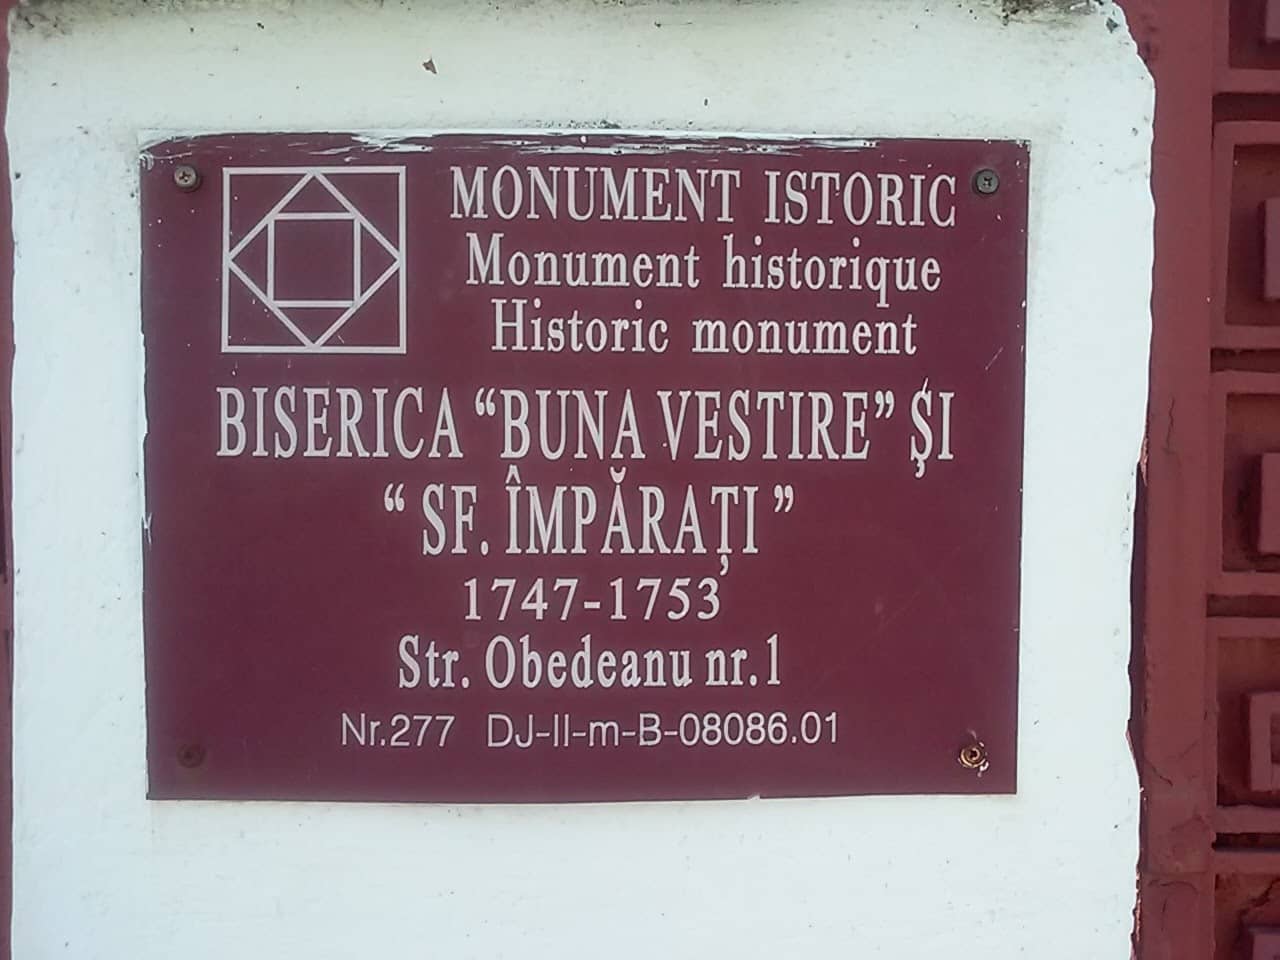 MONUMENT ISTORIC
Monument historique
Historic monument
BISERICA “BUNA VESTIRE” ŞI
“ SF. ÎMPĂRAŢI ”
1747-1753
Str. Obedeanu nr.1
Nr.277 DJ-II-m-B-08086.01